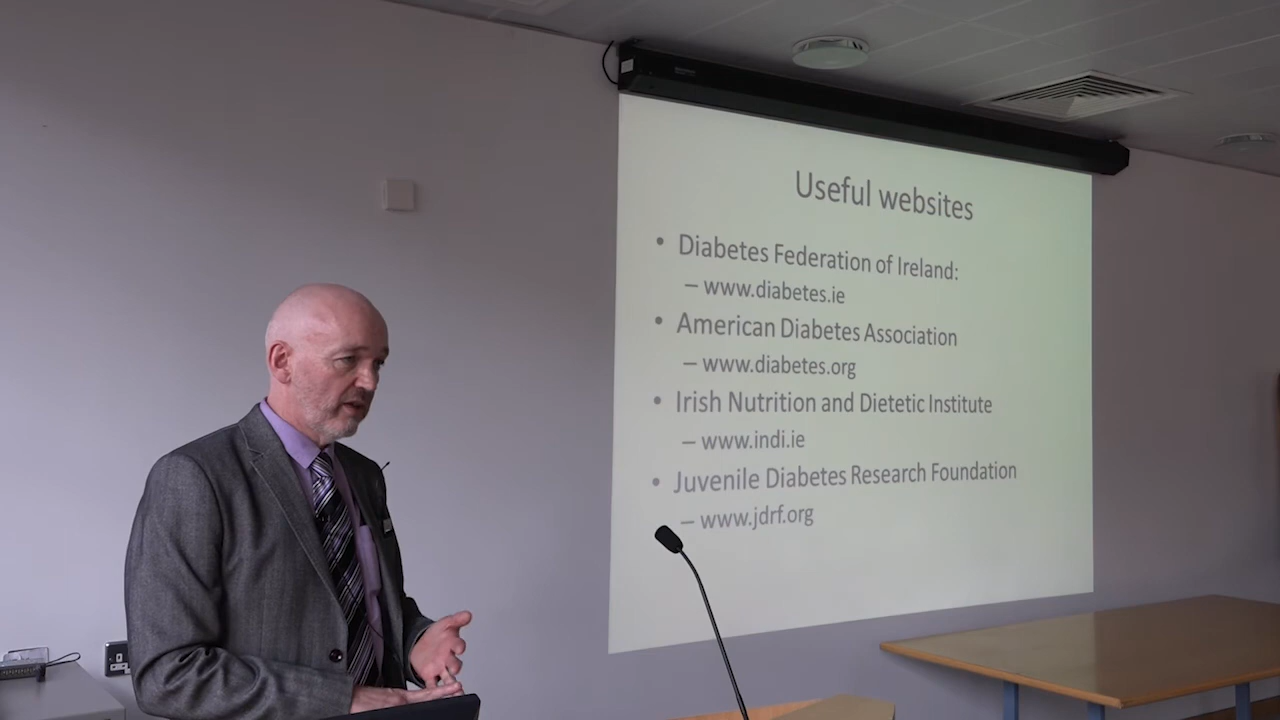 Useful websites
• Diabetes Federation of Ireland:
– www.diabetes.ie
• American Diabetes Association
– www.diabetes.org
• Irish Nutrition and Dietetic Institute
– www.indi.ie
• Juvenile Diabetes Research Foundation
– www.jdrf.org